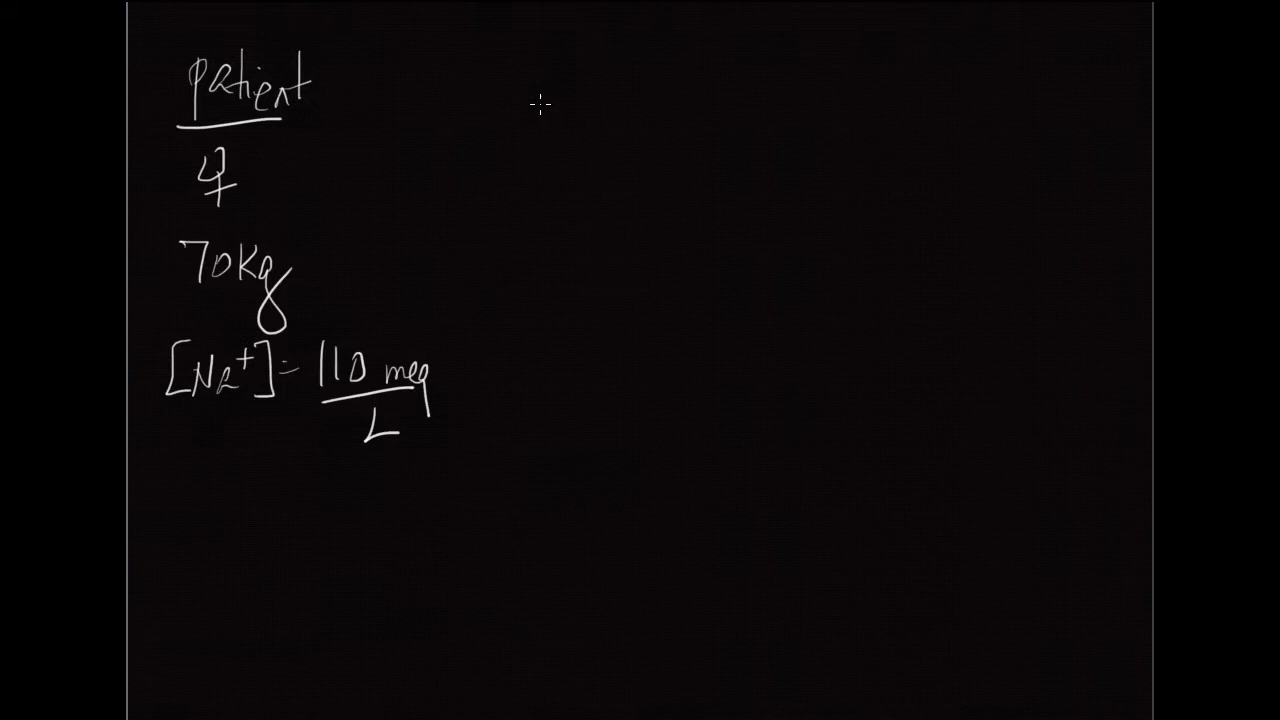 patient
♀
70Kg
[Na+] = 110 meq
L